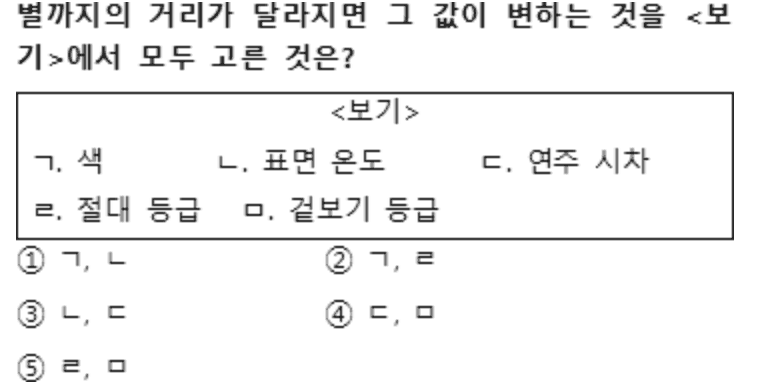 별까지의 거리가 달라지면 그 값이 변하는 것을 <보
기>에서 모두 고른 것은?
<보기>
ㄱ. 색 ㄴ. 표면 온도 ㄷ. 연주 시차
ㄹ. 절대 등급 ㅁ. 겉보기 등급
① ㄱ, ㄴ ② ㄱ, ㄹ
③ ㄴ, ㄷ ④ ㄷ, ㅁ
⑤ ㄹ, ㅁ